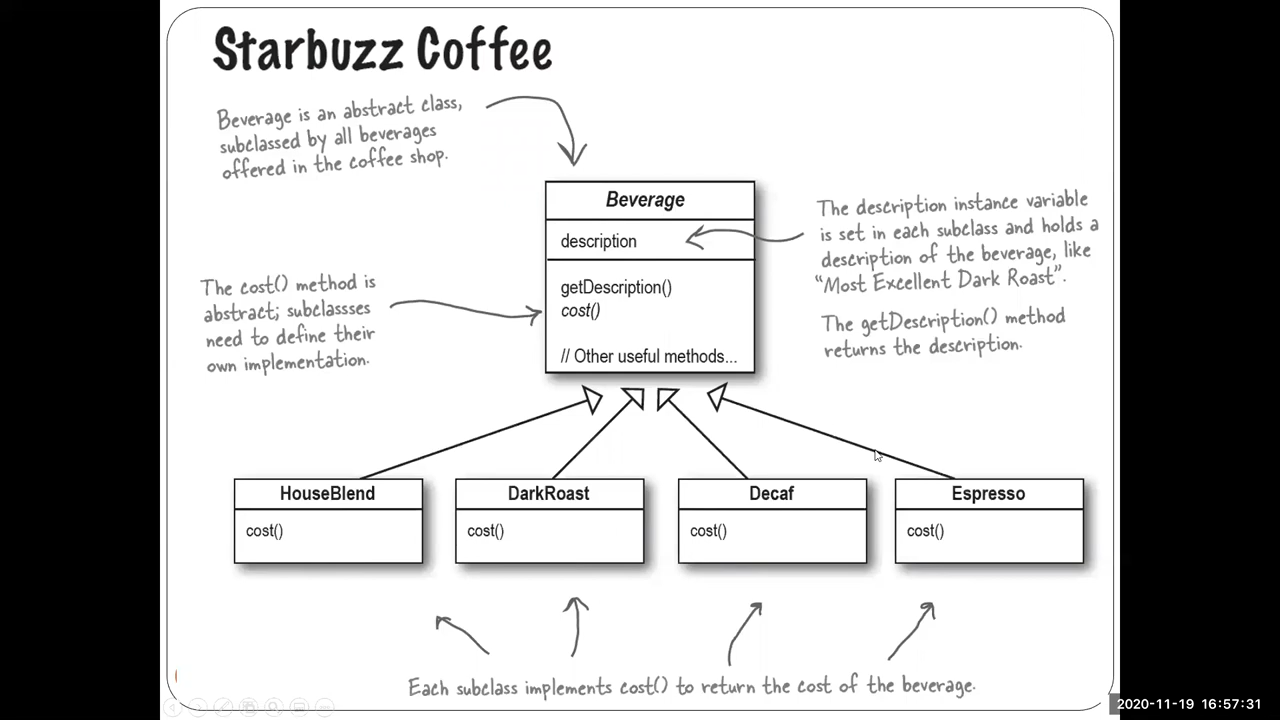 Starbuzz Coffee
Beverage is an abstract class,
subclassed by all beverages
offered in the coffee shop.
Beverage
description
getDescription()
cost()
// Other useful methods...
The description instance variable
is set in each subclass and holds a
description of the beverage, like
“Most Excellent Dark Roast”.
The getDescription() method
returns the description.
The cost() method is
abstract; subclassses
need to define their
own implementation.
HouseBlend
cost()
DarkRoast
cost()
Decaf
cost()
Espresso
cost()
Each subclass implements cost() to return the cost of the beverage.
2020-11-19 16:57:31